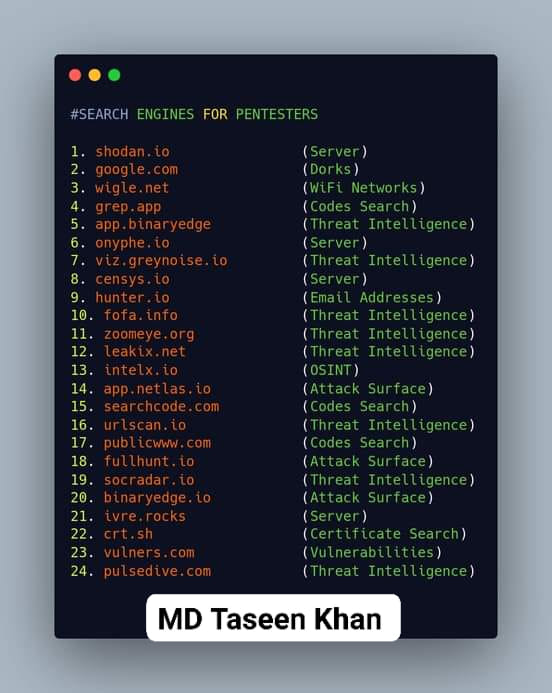 #SEARCH ENGINES FOR PENTESTERS
1. shodan.io (Server)
2. google.com (Dorks)
3. wigle.net (WiFi Networks)
4. grep.app (Codes Search)
5. app.binaryedge (Threat Intelligence)
6. onyphe.io (Server)
7. viz.greynoise.io (Threat Intelligence)
8. censys.io (Server)
9. hunter.io (Email Addresses)
10. fofa.info (Threat Intelligence)
11. zoomeye.org (Threat Intelligence)
12. leakix.net (Threat Intelligence)
13. intelx.io (OSINT)
14. app.netlas.io (Attack Surface)
15. searchcode.com (Codes Search)
16. urlscan.io (Threat Intelligence)
17. publicwww.com (Codes Search)
18. fullhunt.io (Attack Surface)
19. socradar.io (Threat Intelligence)
20. binaryedge.io (Attack Surface)
21. ivre.rocks (Server)
22. crt.sh (Certificate Search)
23. vulners.com (Vulnerabilities)
24. pulsedive.com (Threat Intelligence)
MD Taseen Khan